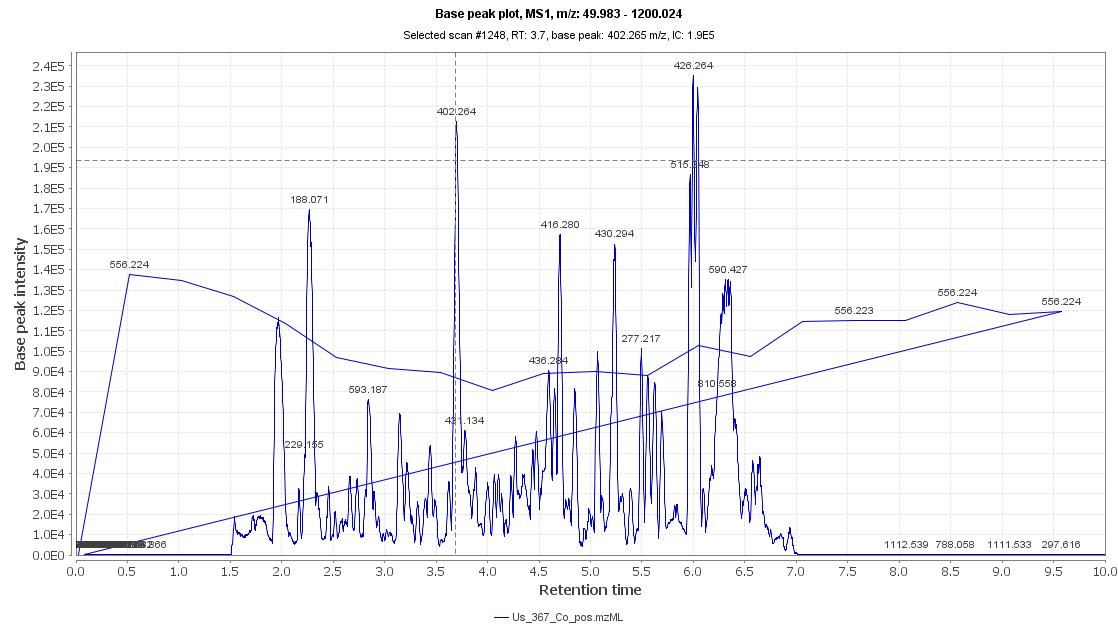 Base peak plot, MS1, m/z: 49.983 - 1200.024
Selected scan #1248, RT: 3.7, base peak: 402.265 m/z, IC: 1.9E5
Base peak intensity
2.4E5
2.3E5
2.2E5
2.1E5
2.0E5
1.9E5
1.8E5
1.7E5
1.6E5
1.5E5
1.4E5
1.3E5
1.2E5
1.1E5
1.0E5
9.0E4
8.0E4
7.0E4
6.0E4
5.0E4
4.0E4
3.0E4
2.0E4
1.0E4
0.0E0
426.264
402.264
515.348
188.071
416.280
430.294
556.224
590.427
556.224
556.224
556.223
277.217
436.284
593.187
810.558
431.134
229.155
1112.539 788.058 1111.533 297.616
0.0 0.5 1.0 1.5 2.0 2.5 3.0 3.5 4.0 4.5 5.0 5.5 6.0 6.5 7.0 7.5 8.0 8.5 9.0 9.5 10.0
Retention time
Us_367_Co_pos.mzML